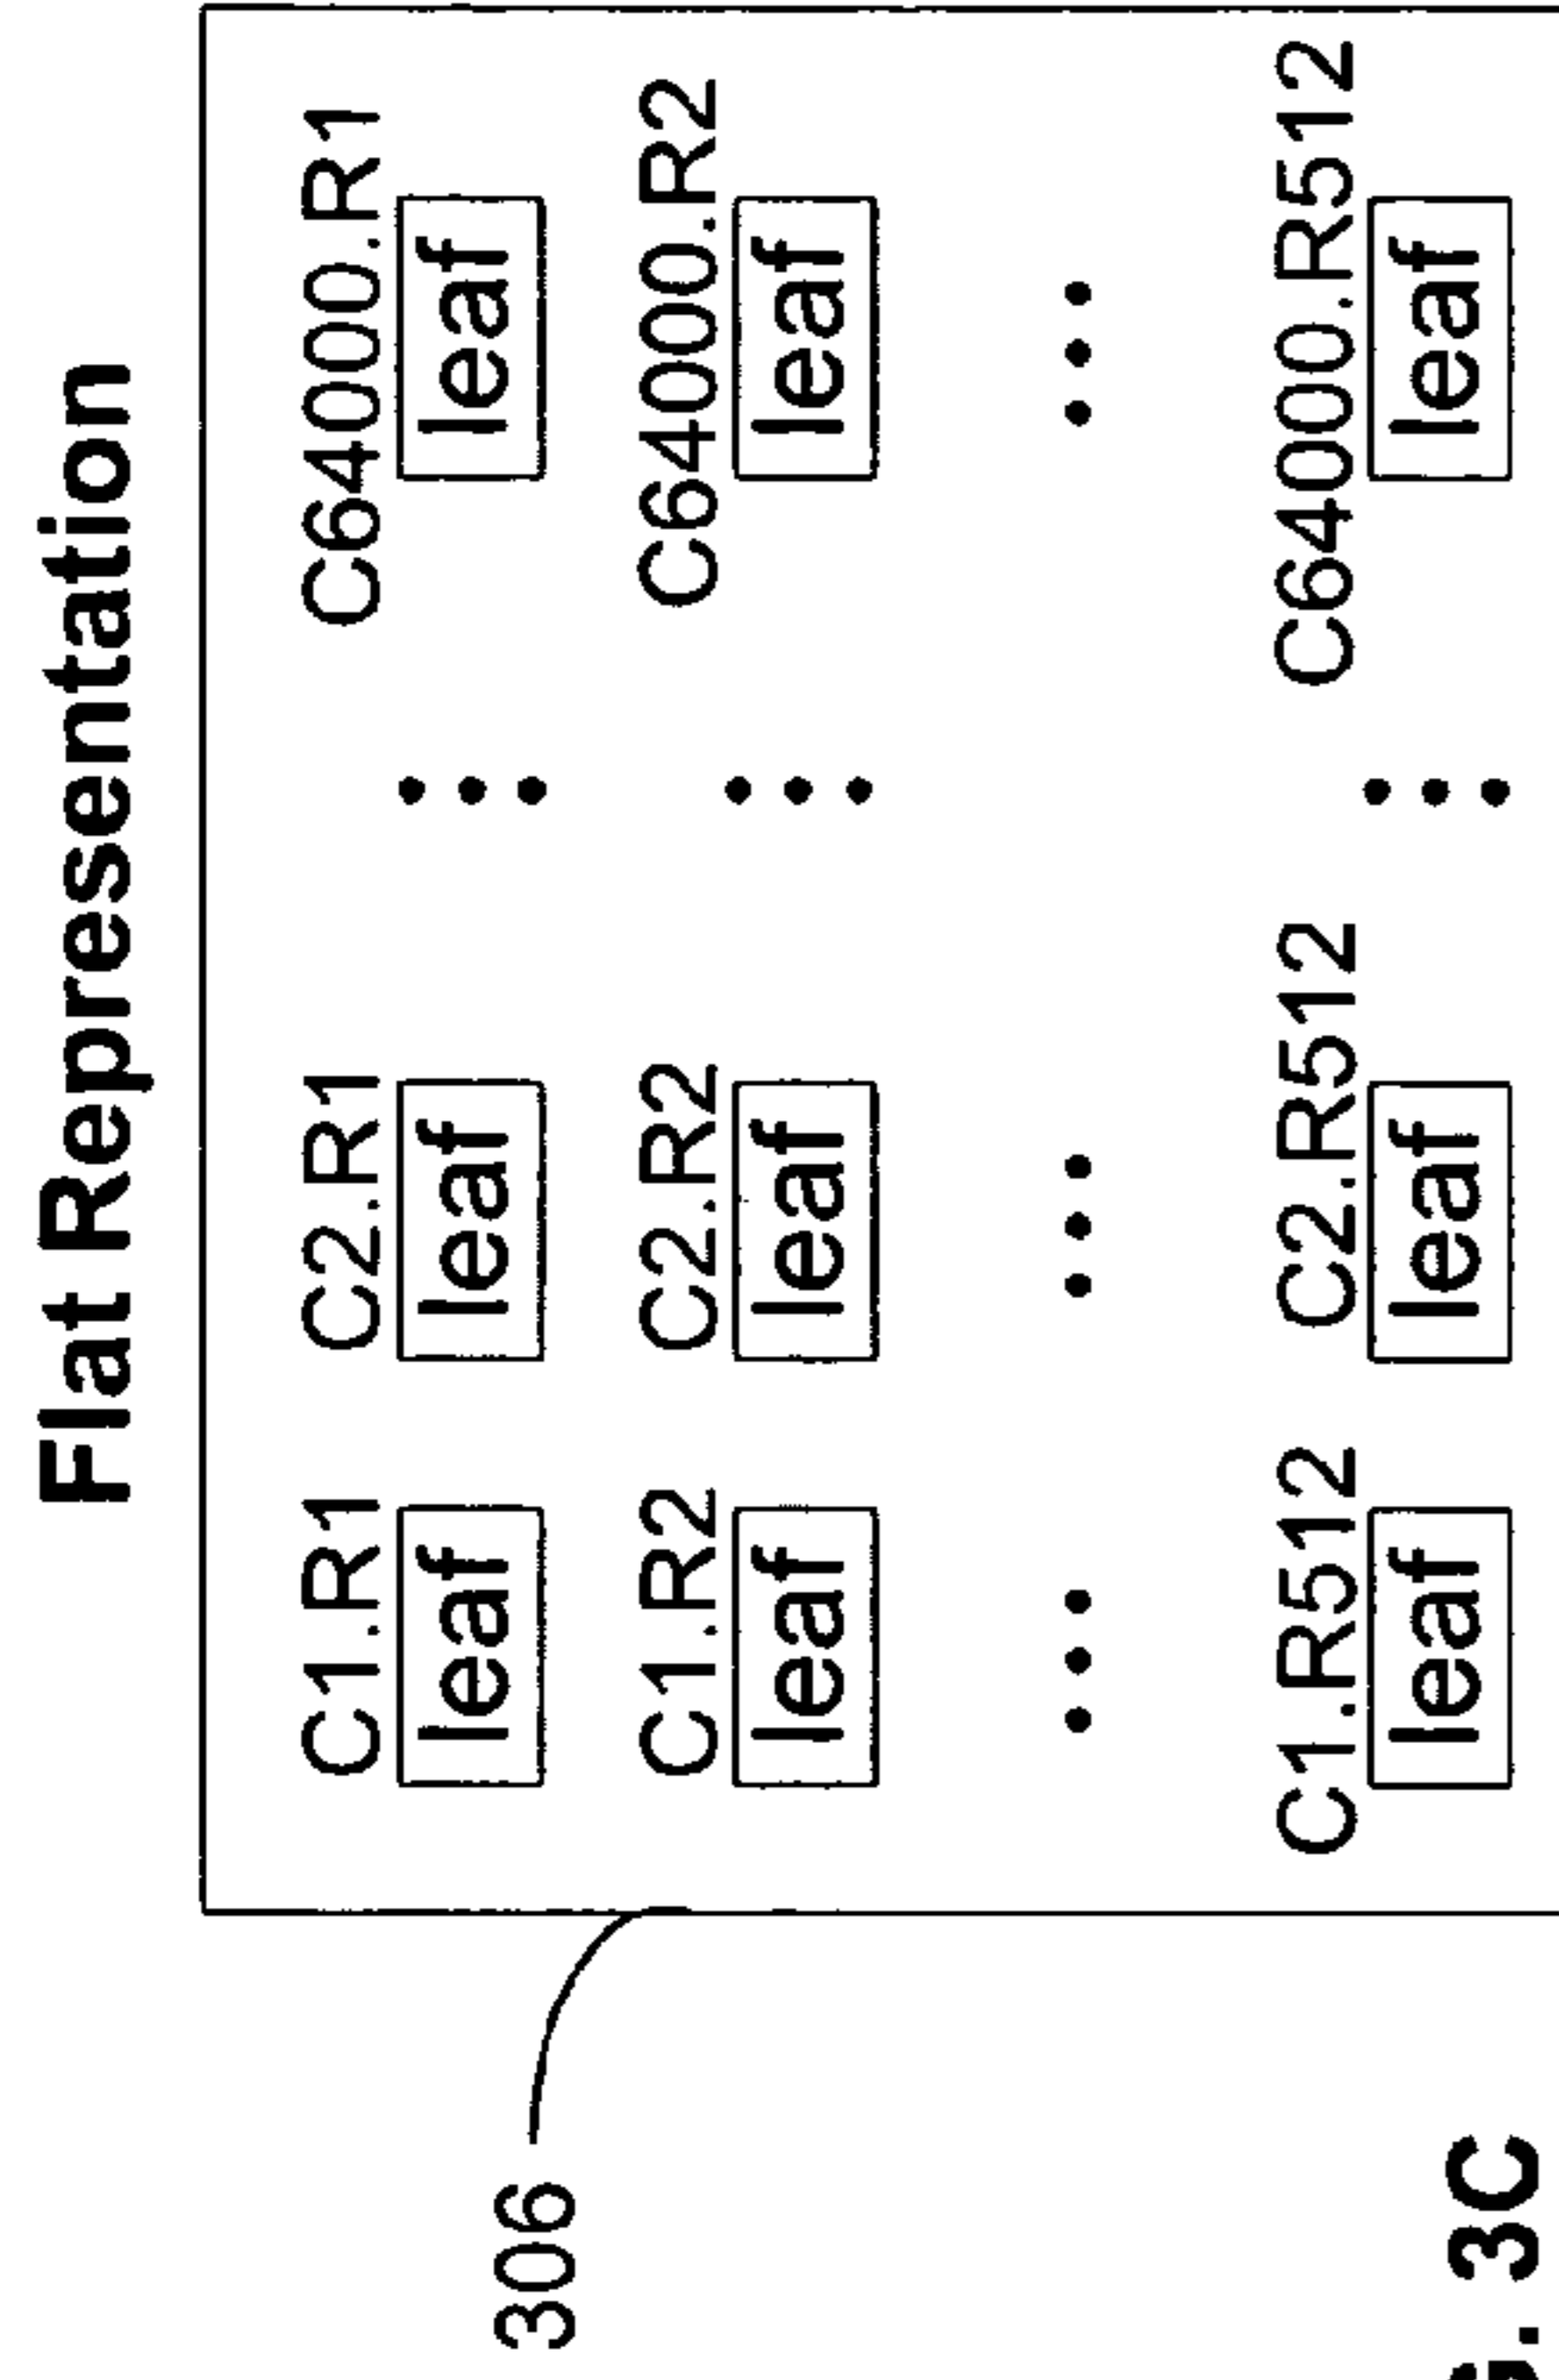 Flat Representation
C1.R1 C2.R1 C64000.R1
leaf leaf leaf
C1.R2 C2.R2 C64000.R2
leaf leaf leaf
C1.R512 C2.R512 C64000.R512
leaf leaf leaf
306
3C